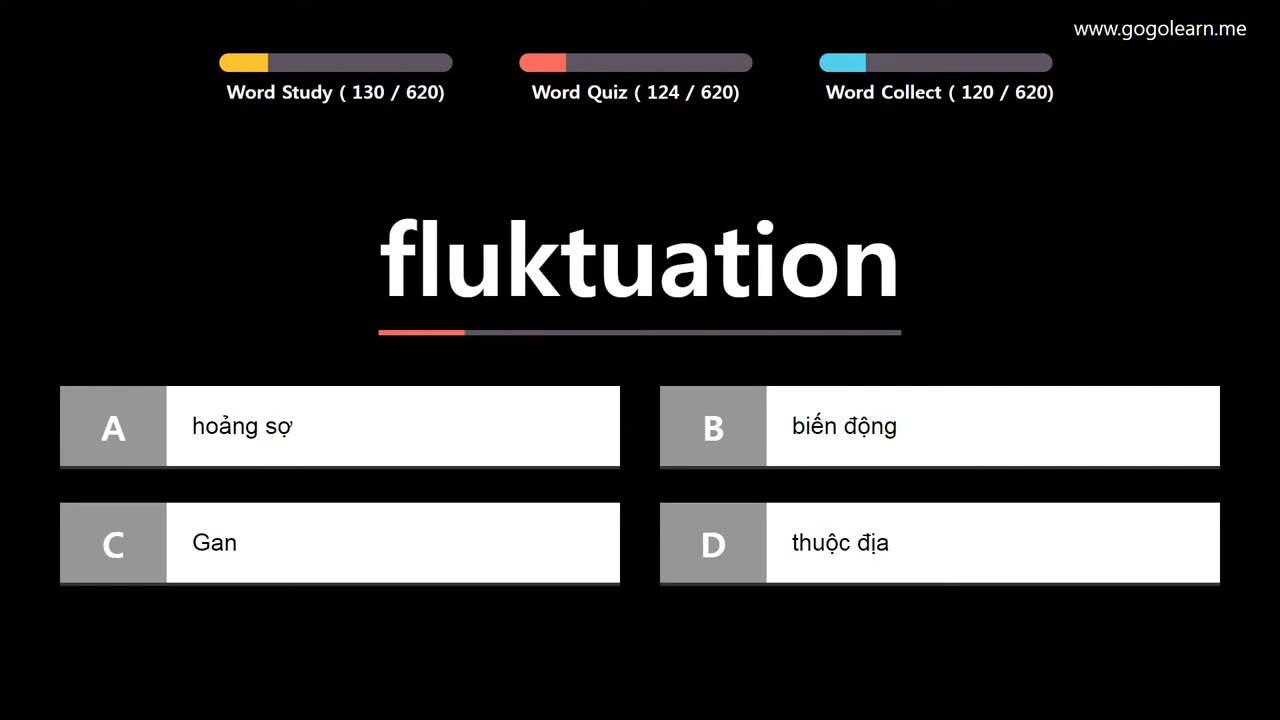 www.gogolearn.me
Word Study ( 130 / 620)
Word Quiz ( 124 / 620)
Word Collect ( 120 / 620)
fluktuation
A hoảng sợ
B biến động
C Gan
D thuộc địa